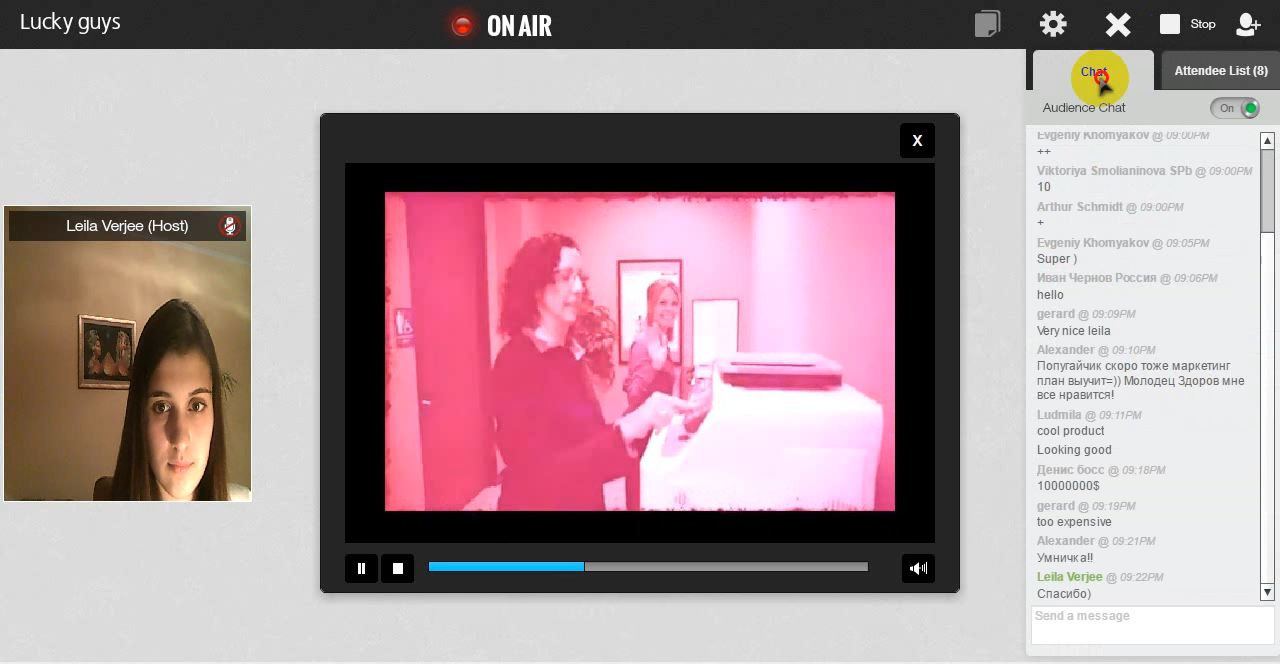 Lucky guys
ON AIR
Stop
Chat
Attendee List (8)
Audience Chat
On
Evgeniy Khomyakov @ 09:00PM
++
Viktoriya Smolianinova SPb @ 09:00PM
10
Arthur Schmidt @ 09:00PM
+
Evgeniy Khomyakov @ 09:05PM
Super )
Иван Чернов Россия @ 09:06PM
hello
gerard @ 09:09PM
Very nice leila
Alexander @ 09:10PM
Попугайчик скоро тоже маркетинг
план выучит=)) Молодец Здоров мне
все нравится!
Ludmila @ 09:11PM
cool product
Looking good
Денис босс @ 09:18PM
10000000$
gerard @ 09:19PM
too expensive
Alexander @ 09:21PM
Умничка!!
Leila Verjee @ 09:22PM
Спасибо)
Send a message
Leila Verjee (Host)
X